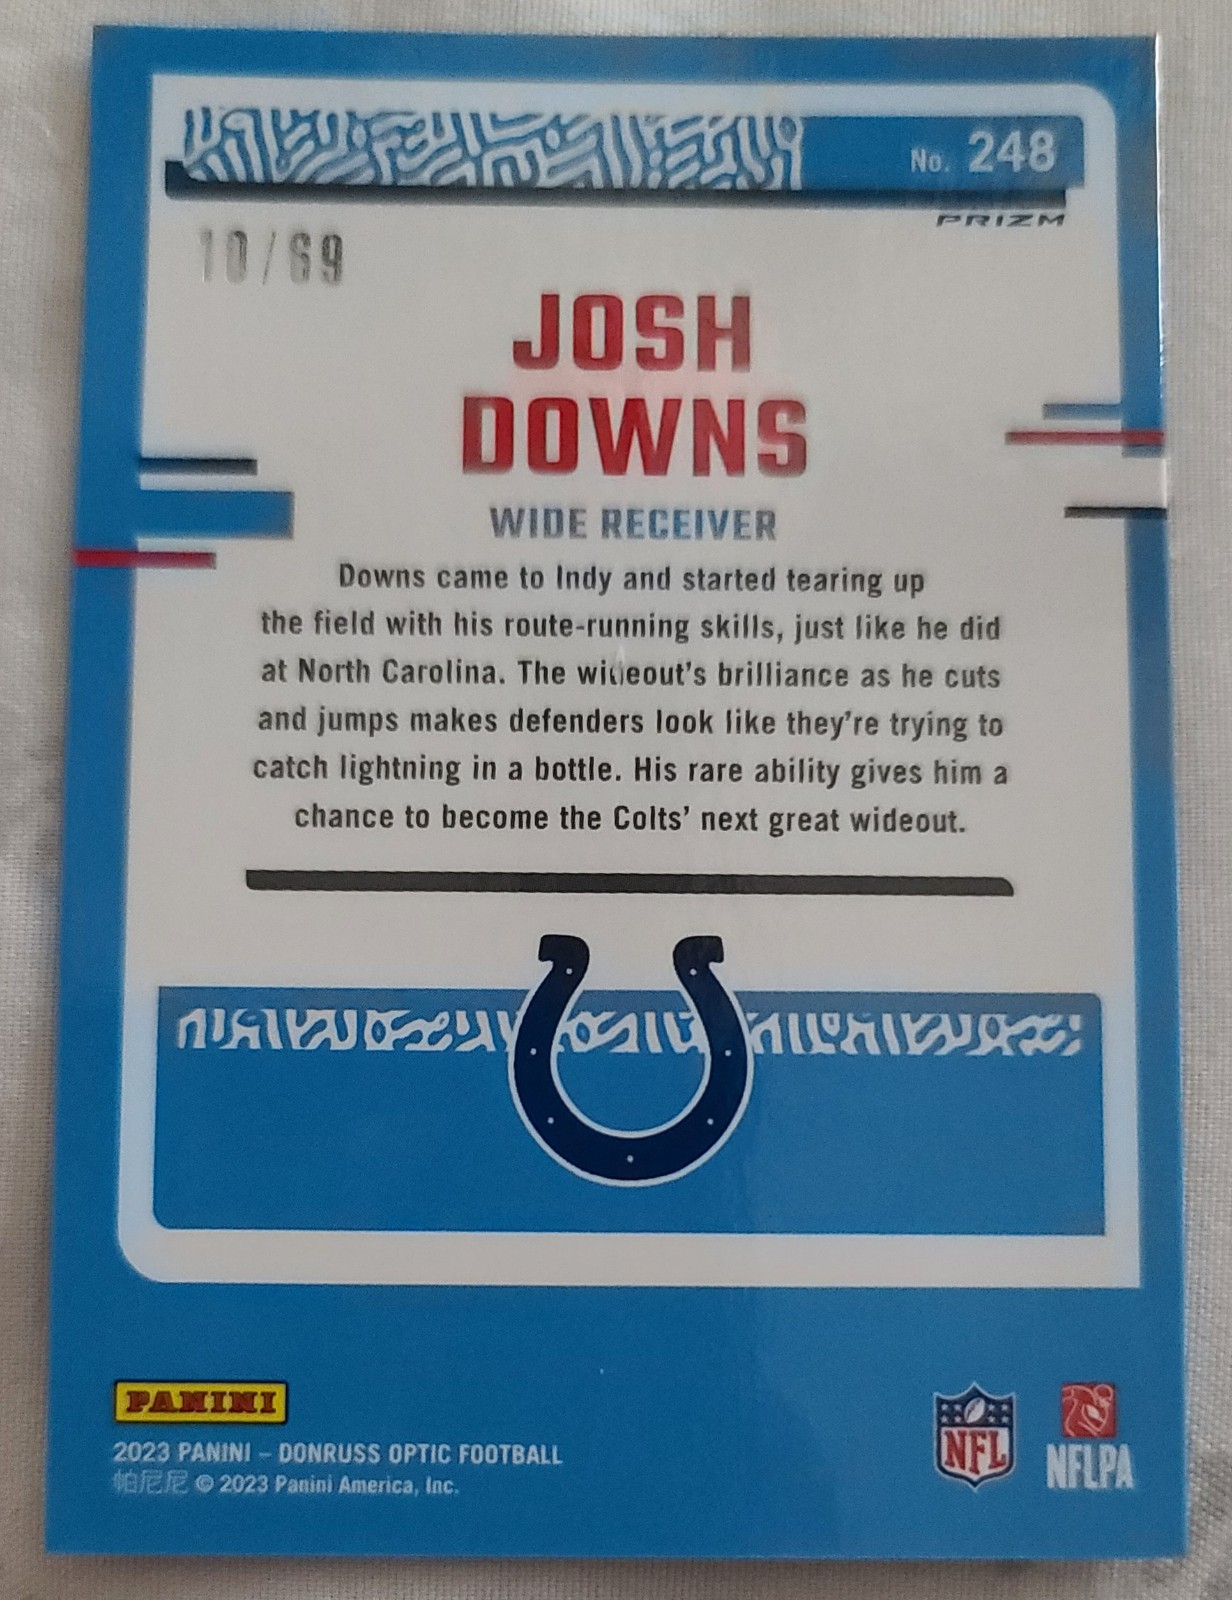 No. 248
PRIZM
10/69
JOSH
DOWNS
WIDE RECEIVER
Downs came to Indy and started tearing up
the field with his route-running skills, just like he did
at North Carolina. The wideout's brilliance as he cuts
and jumps makes defenders look like they're trying to
catch lightning in a bottle. His rare ability gives him a
chance to become the Colts' next great wideout.
PANINI
2023 PANINI – DONRUSS OPTIC FOOTBALL
帕尼尼 © 2023 Panini America, Inc.
NFL
NFLPA